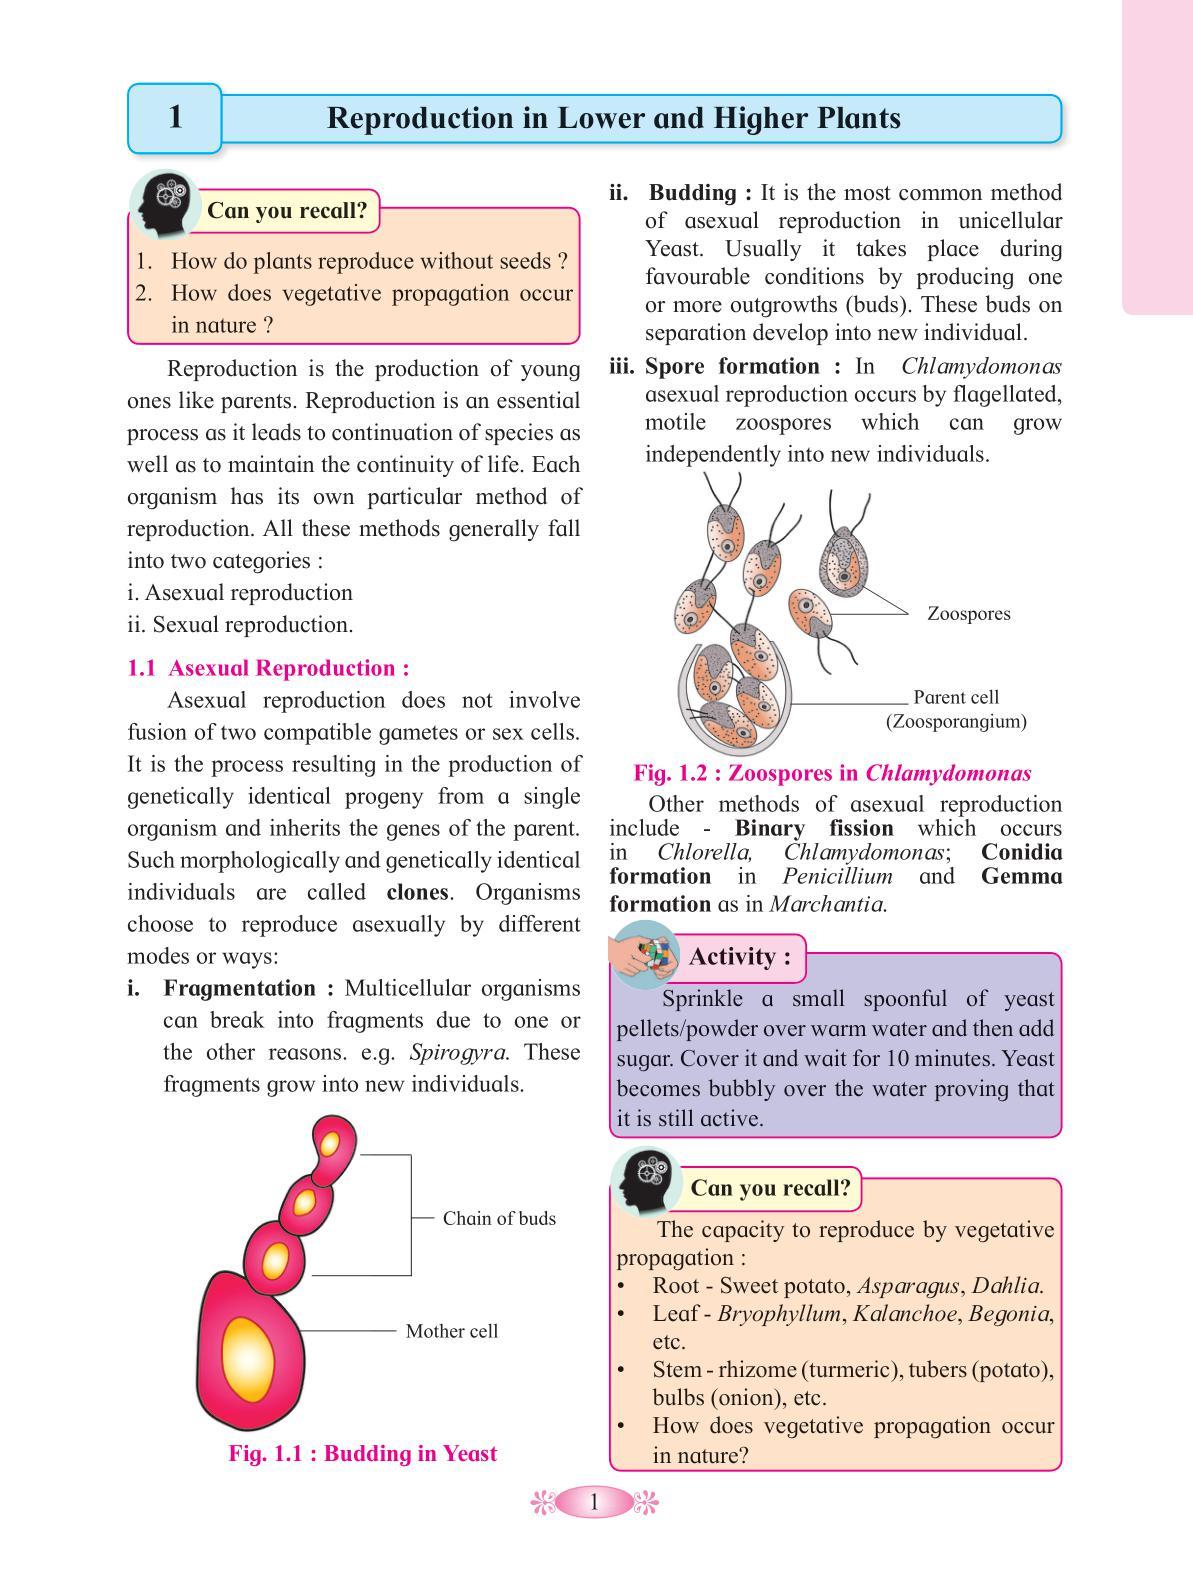 1
Reproduction in Lower and Higher Plants
Can you recall?
1. How do plants reproduce without seeds ?
2. How does vegetative propagation occur
in nature ?
Reproduction is the production of young
ones like parents. Reproduction is an essential
process as it leads to continuation of species as
well as to maintain the continuity of life. Each
organism has its own particular method of
reproduction. All these methods generally fall
into two categories :
i. Asexual reproduction
ii. Sexual reproduction.
1.1 Asexual Reproduction :
Asexual reproduction does not involve
fusion of two compatible gametes or sex cells.
It is the process resulting in the production of
genetically identical progeny from a single
organism and inherits the genes of the parent.
Such morphologically and genetically identical
individuals are called clones. Organisms
choose to reproduce asexually by different
modes or ways:
i. Fragmentation : Multicellular organisms
can break into fragments due to one or
the other reasons. e.g. Spirogyra. These
fragments grow into new individuals.
Chain of buds
Mother cell
Fig. 1.1 : Budding in Yeast
ii. Budding : It is the most common method
of asexual reproduction in unicellular
Yeast. Usually it takes place during
favourable conditions by producing one
or more outgrowths (buds). These buds on
separation develop into new individual.
iii. Spore formation : In Chlamydomonas
asexual reproduction occurs by flagellated,
motile zoospores which can grow
independently into new individuals.
Zoospores
Parent cell
(Zoosporangium)
Fig. 1.2 : Zoospores in Chlamydomonas
Other methods of asexual reproduction
include - Binary fission which occurs
in Chlorella, Chlamydomonas; Conidia
formation in Penicillium and Gemma
formation as in Marchantia.
Activity :
Sprinkle a small spoonful of yeast
pellets/powder over warm water and then add
sugar. Cover it and wait for 10 minutes. Yeast
becomes bubbly over the water proving that
it is still active.
Can you recall?
The capacity to reproduce by vegetative
propagation :
• Root - Sweet potato, Asparagus, Dahlia.
• Leaf - Bryophyllum, Kalanchoe, Begonia,
etc.
• Stem - rhizome (turmeric), tubers (potato),
bulbs (onion), etc.
• How does vegetative propagation occur
in nature?
1